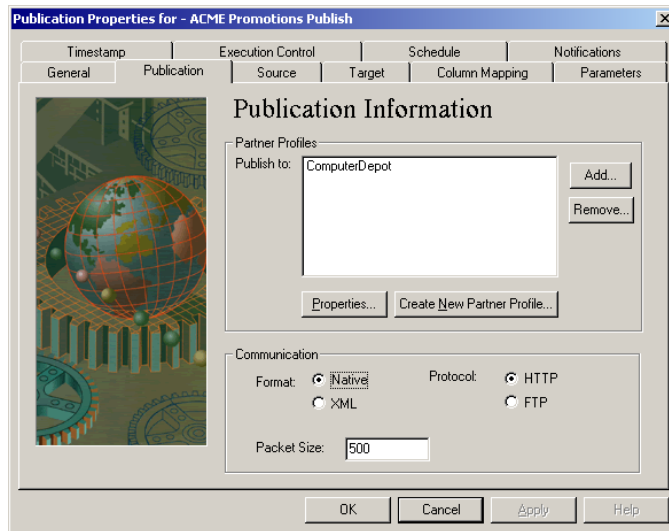 Publication Properties for - ACME Promotions Publish
Timestamp Execution Control Schedule Notifications
General Publication Source Target Column Mapping Parameters
Publication Information
Partner Profiles
Publish to: ComputerDepot
Add...
Remove...
Properties... Create New Partner Profile...
Communication
Format: Native Protocol: HTTP
XML FTP
Packet Size: 500
OK Cancel Apply Help